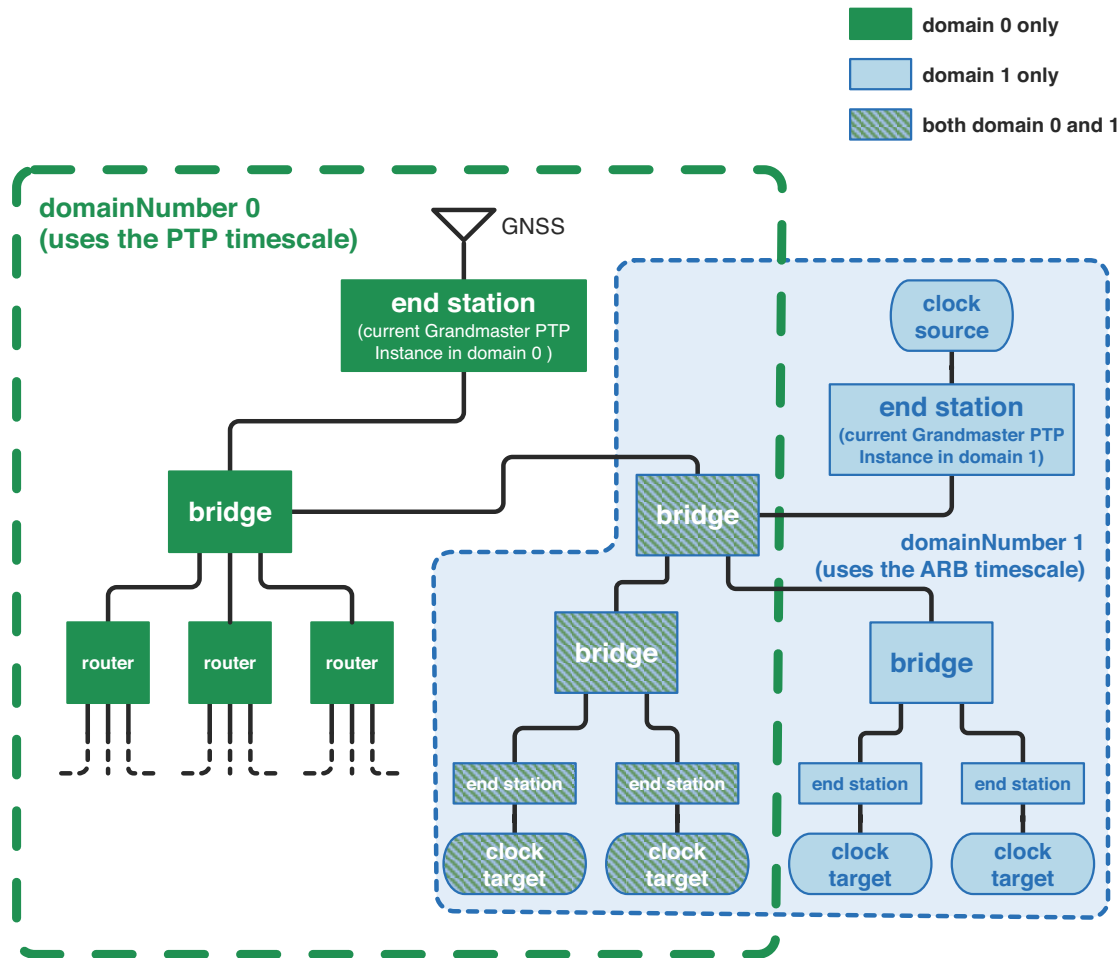 domain 0 only
domain 1 only
both domain 0 and 1
domainNumber 0
(uses the PTP timescale)
GNSS
end station
(current Grandmaster PTP
Instance in domain 0 )
clock
source
end station
(current Grandmaster PTP
Instance in domain 1)
bridge
bridge
domainNumber 1
(uses the ARB timescale)
router
router
router
bridge
bridge
end station
end station
end station
end station
clock
target
clock
target
clock
target
clock
target